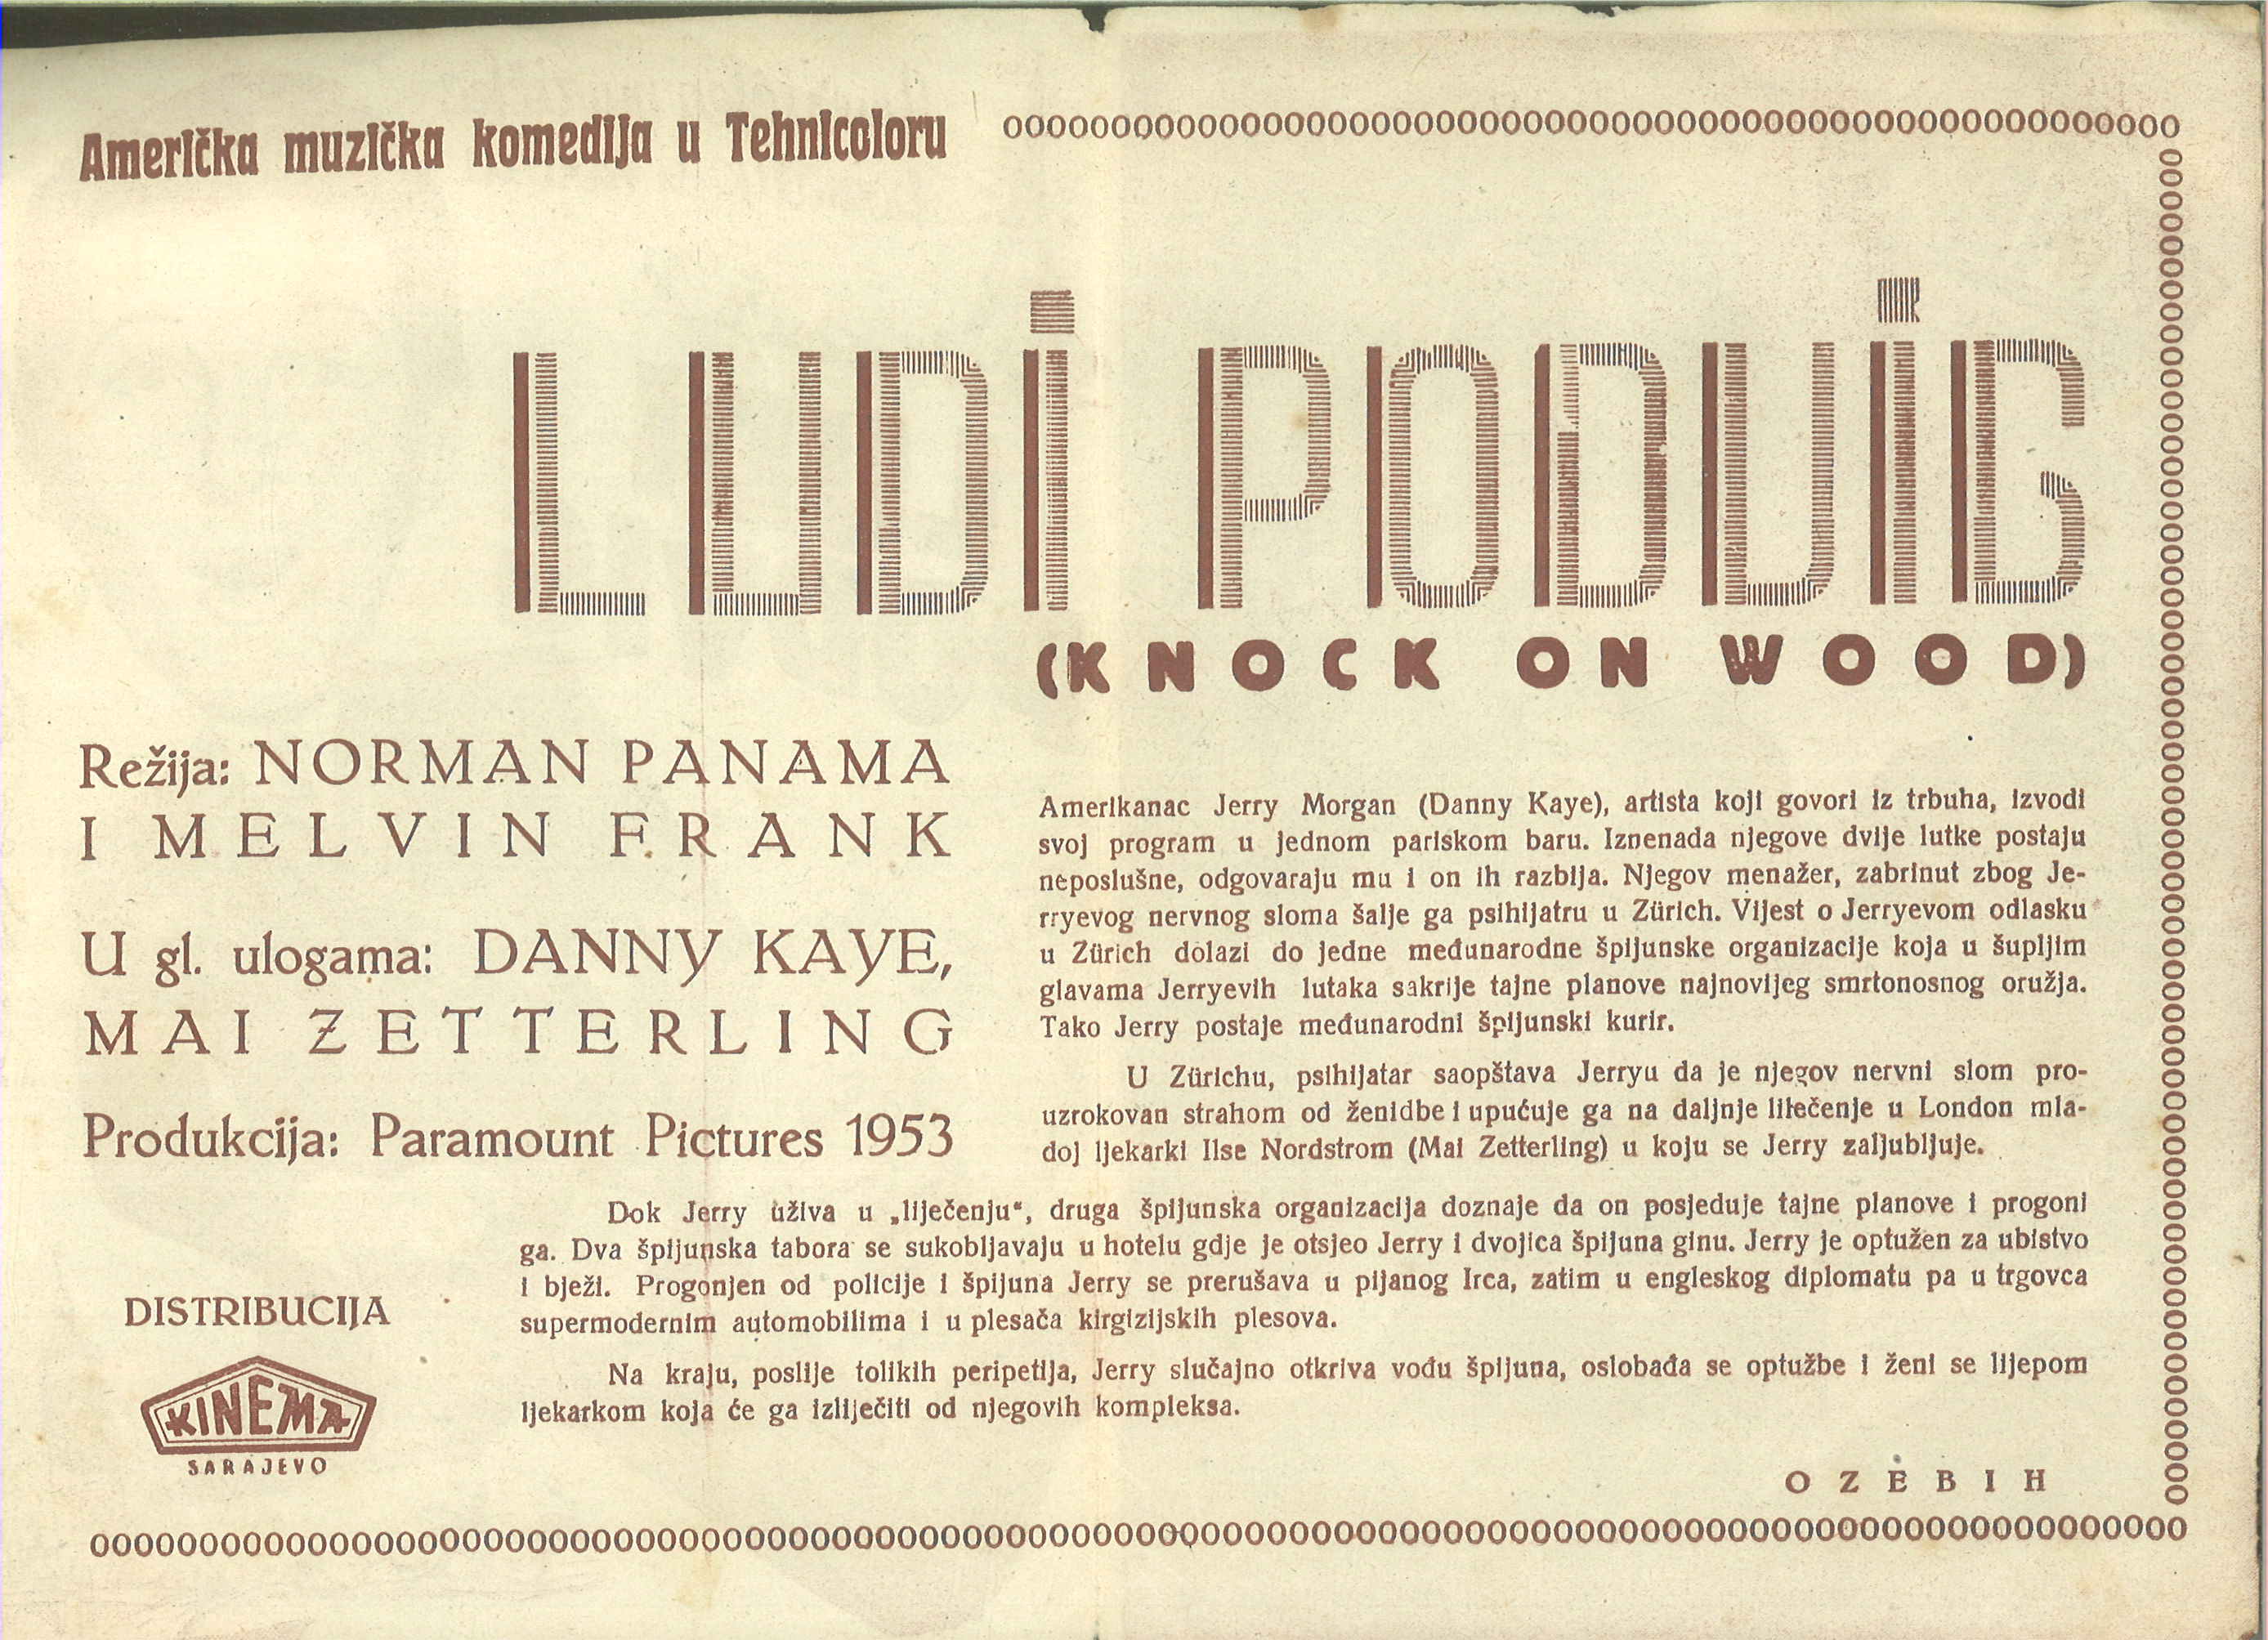 Američka muzička komedija u Tehnicoloru
LUDI PODVIG
(KNOCK ON WOOD)
Režija: NORMAN PANAMA
I MELVIN FRANK
U gl. ulogama: DANNY KAYE,
MAI ZETTERLING
Produkcija: Paramount Pictures 1953
Amerikanac Jerry Morgan (Danny Kaye), artista koji govori iz trbuha, izvodi
svoj program u jednom pariskom baru. Iznenada njegove dvije lutke postaju
neposlušne, odgovaraju mu i on ih razbija. Njegov menažer, zabrinut zbog Je-
rryevog nervnog sloma šalje ga psihijatru u Zürich. Vijest o Jerryevom odlasku
u Zürich dolazi do jedne međunarodne špijunske organizacije koja u šupljim
glavama Jerryevih lutaka sakrije tajne planove najnovijeg smrtonosnog oružja.
Tako Jerry postaje međunarodni špijunski kurir.
U Zürichu, psihijatar saopštava Jerryu da je njegov nervni slom pro-
uzrokovan strahom od ženidbe i upućuje ga na daljnje liječenje u London mla-
doj ljekarki Ilse Nordstrom (Mai Zetterling) u koju se Jerry zaljubljuje.
Dok Jerry uživa u „liječenju“, druga špijunska organizacija doznaje da on posjeduje tajne planove i progoni
ga. Dva špijunska tabora se sukobljavaju u hotelu gdje je otsjeo Jerry i dvojica špijuna ginu. Jerry je optužen za ubistvo
i bježi. Progonjen od policije i špijuna Jerry se prerušava u pijanog Irca, zatim u engleskog diplomatu pa u trgovca
supermodernim automobilima i u plesača kirgizijskih plesova.
Na kraju, poslije tolikih peripetija, Jerry slučajno otkriva vođu špijuna, oslobađa se optužbe i ženi se lijepom
ljekarkom koja će ga izliječiti od njegovih kompleksa.
DISTRIBUCIJA
KINEMA
SARAJEVO
OZEBIH